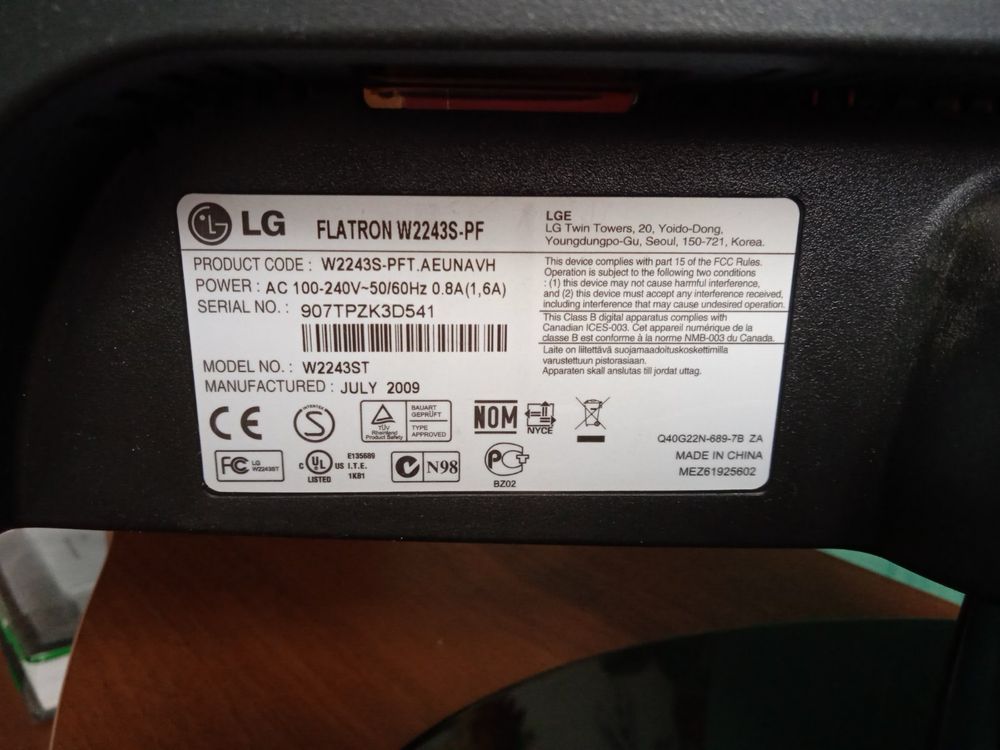 LG FLATRON W2243S-PF
PRODUCT CODE : W2243S-PFT.AEUNAVH
POWER : AC 100-240V~50/60Hz 0.8A(1,6A)
SERIAL NO. : 907TPZK3D541
MODEL NO. : W2243ST
MANUFACTURED : JULY 2009
LGE
LG Twin Towers, 20, Yoido-Dong,
Youngdungpo-Gu, Seoul, 150-721, Korea.
This device complies with part 15 of the FCC Rules.
Operation is subject to the following two conditions
: (1) this device may not cause harmful interference,
and (2) this device must accept any interference received,
including interference that may cause undesired operation.
This Class B digital apparatus complies with
Canadian ICES-003. Cet appareil numérique de la
classe B est conforme à la norme NMB-003 du Canada.
Laite on liitettävä suojamaadoituskoskettimilla
varustettuun pistorasiaan.
Apparaten skall anslutas till jordat uttag.
CE
S
TÜV
Rheinland
Product Safety
BAUART
GEPRÜFT
TYPE
APPROVED
NOM
NYCE
FC LG
W2243ST
C UL US
LISTED
E135689
I.T.E.
1KB1
N98
PCT
BZ02
Q40G22N-689-7B ZA
MADE IN CHINA
MEZ61925602